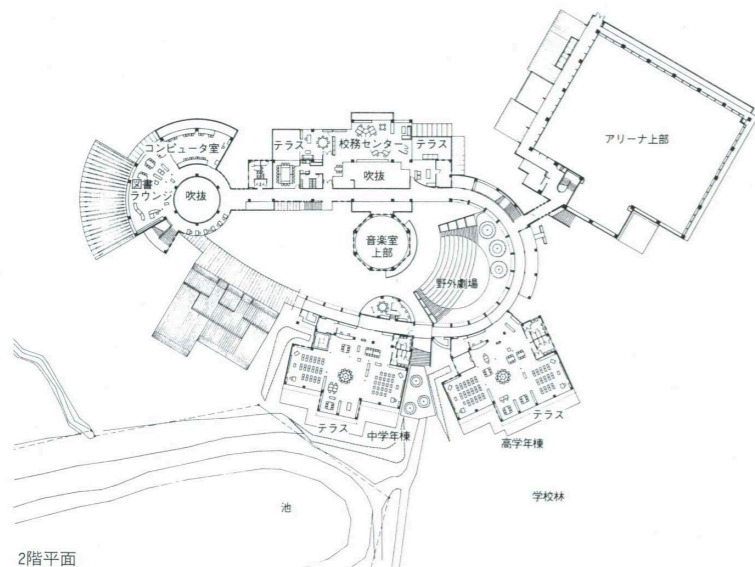 アリーナ上部
コンピュータ室
テラス
校務センター
テラス
図書
ラウンジ
吹抜
吹抜
音楽室
上部
野外劇場
テラス
中学年棟
テラス
高学年棟
学校林
池
2階平面